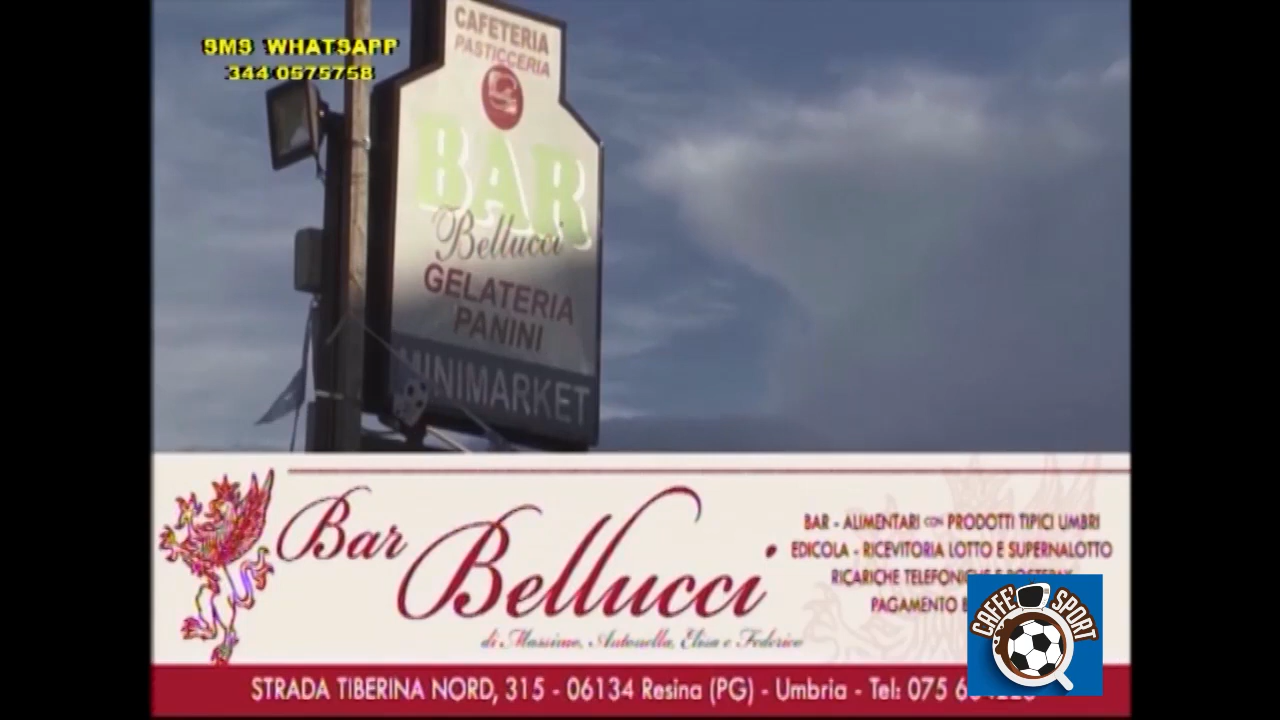 SMS WHATSAPP
344 0575758
CAFETERIA
PASTICCERIA
BAR
Bellucci
GELATERIA
PANINI
MINIMARKET
Bar Bellucci
di Massimo, Antonella, Elisa e Federico
BAR - ALIMENTARI CON PRODOTTI TIPICI UMBRI
EDICOLA - RICEVITORIA LOTTO E SUPERNALOTTO
RICARICHE TELEFONICHE E POSTEPAY
PAGAMENTO
CAFFE' SPORT
STRADA TIBERINA NORD, 315 - 06134 Resina (PG) - Umbria - Tel: 075